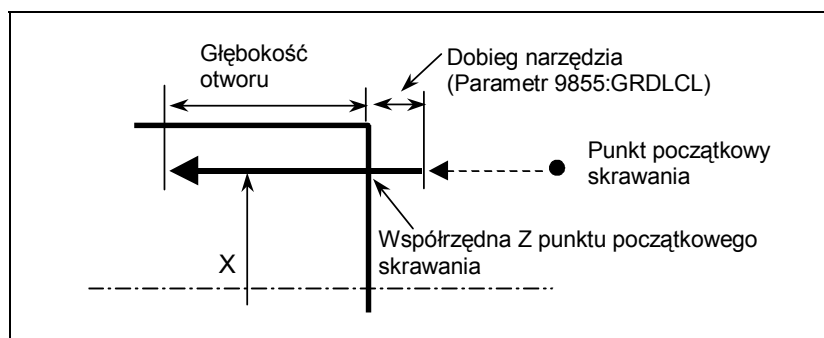 Głębokość
otworu
Dobieg narzędzia
(Parametr 9855:GRDLCL)
Punkt początkowy
skrawania
Współrzędna Z punktu początkowego
skrawania
X